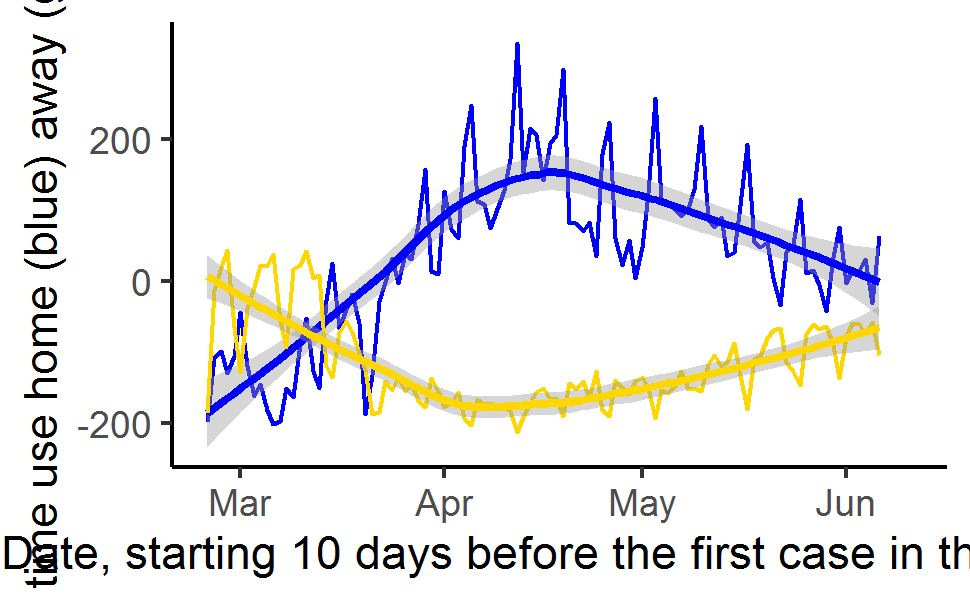 time use home (blue) away (
200
0
-200
Mar Apr May Jun
Date, starting 10 days before the first case in th